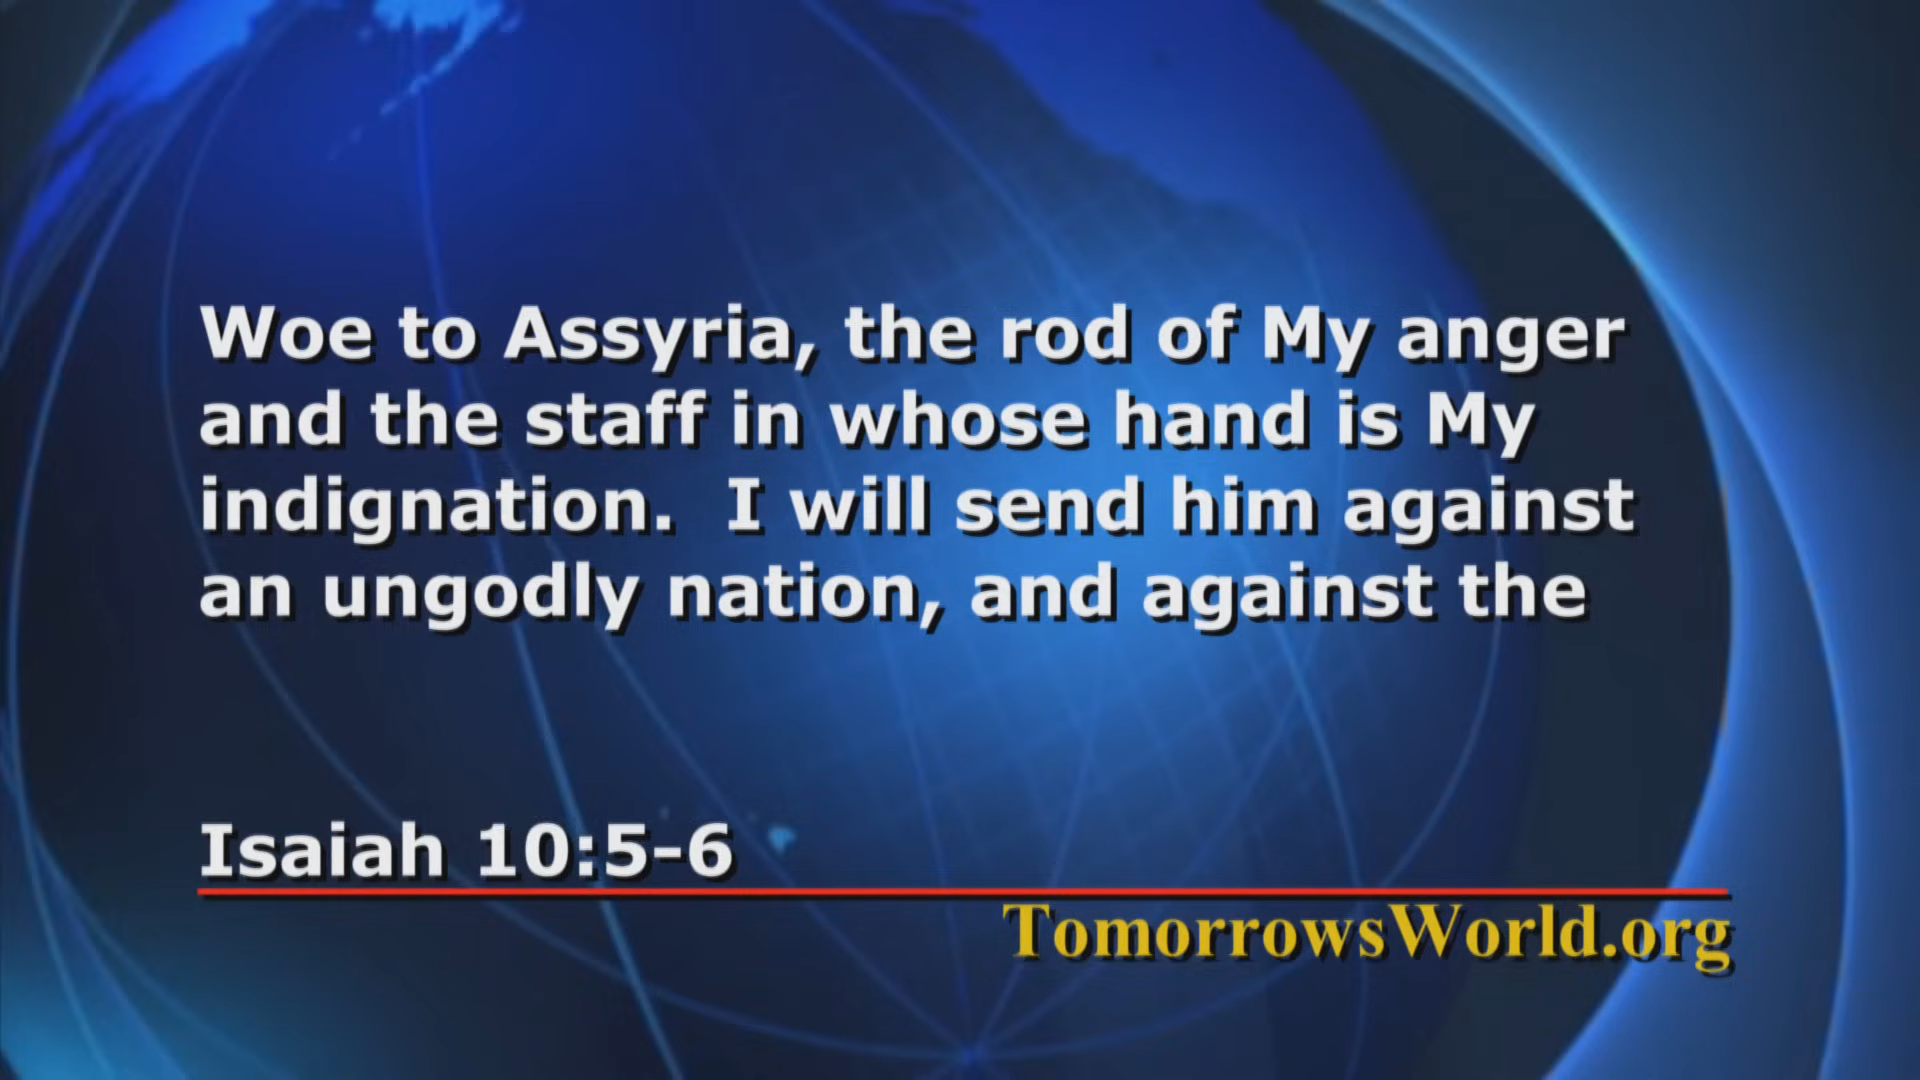 Woe to Assyria, the rod of My anger
and the staff in whose hand is My
indignation.  I will send him against
an ungodly nation, and against the
Isaiah 10:5-6
TomorrowsWorld.org